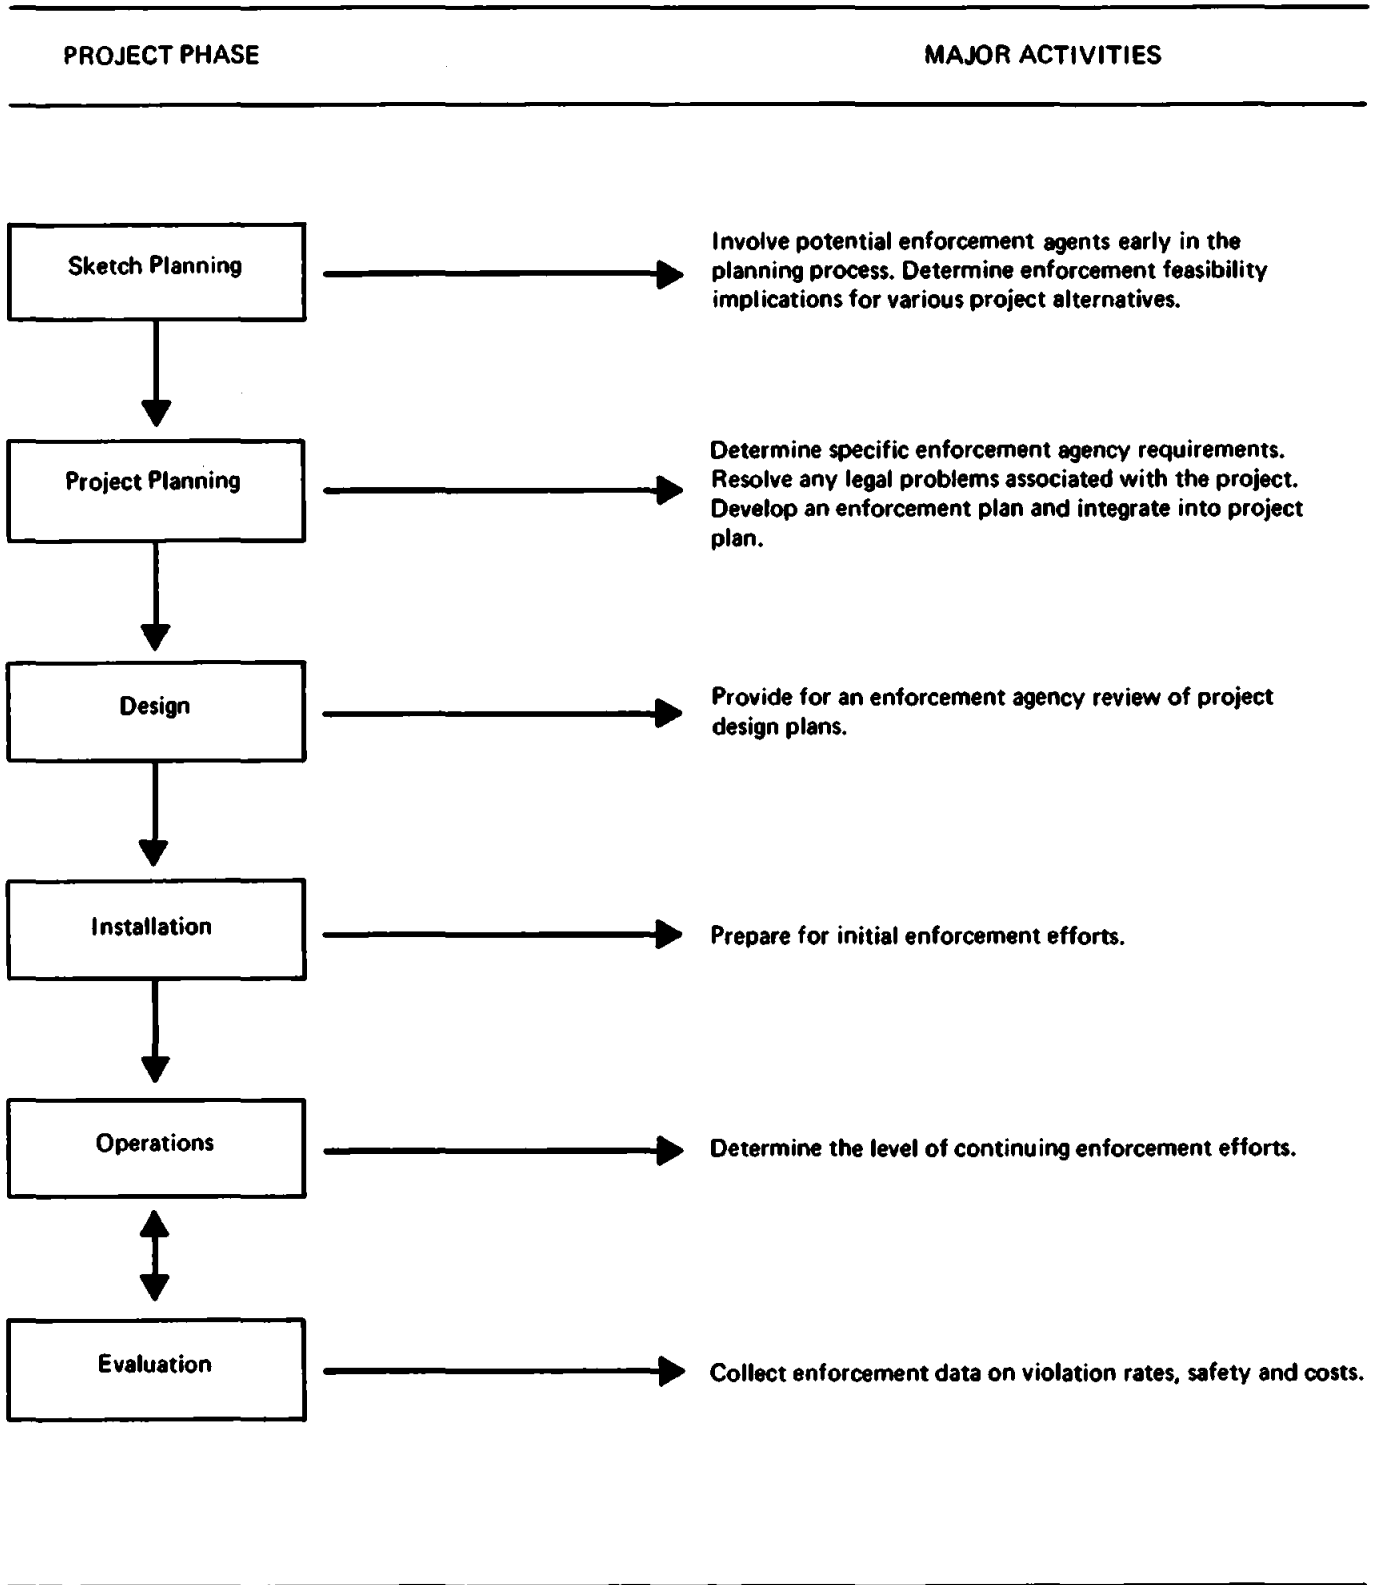 PROJECT PHASE
MAJOR ACTIVITIES
Sketch Planning
Involve potential enforcement agents early in the
planning process. Determine enforcement feasibility
implications for various project alternatives.
Project Planning
Determine specific enforcement agency requirements.
Resolve any legal problems associated with the project.
Develop an enforcement plan and integrate into project
plan.
Design
Provide for an enforcement agency review of project
design plans.
Installation
Prepare for initial enforcement efforts.
Operations
Determine the level of continuing enforcement efforts.
Evaluation
Collect enforcement data on violation rates, safety and costs.